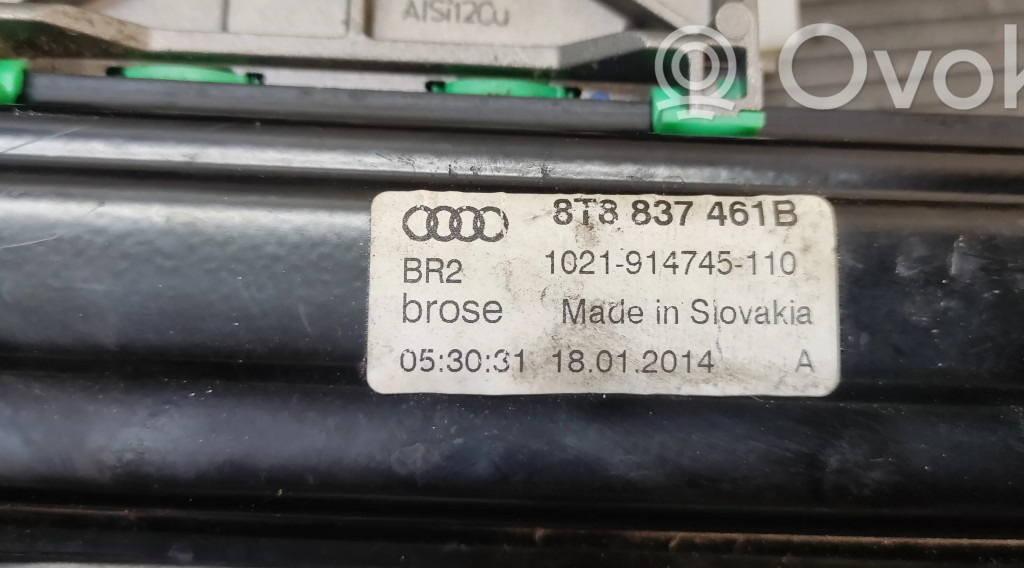 AlSi12Cu
Ovok
8T8 837 461B
BR2 1021-914745-110
brose Made in Slovakia
05:30:31 18.01.2014 A